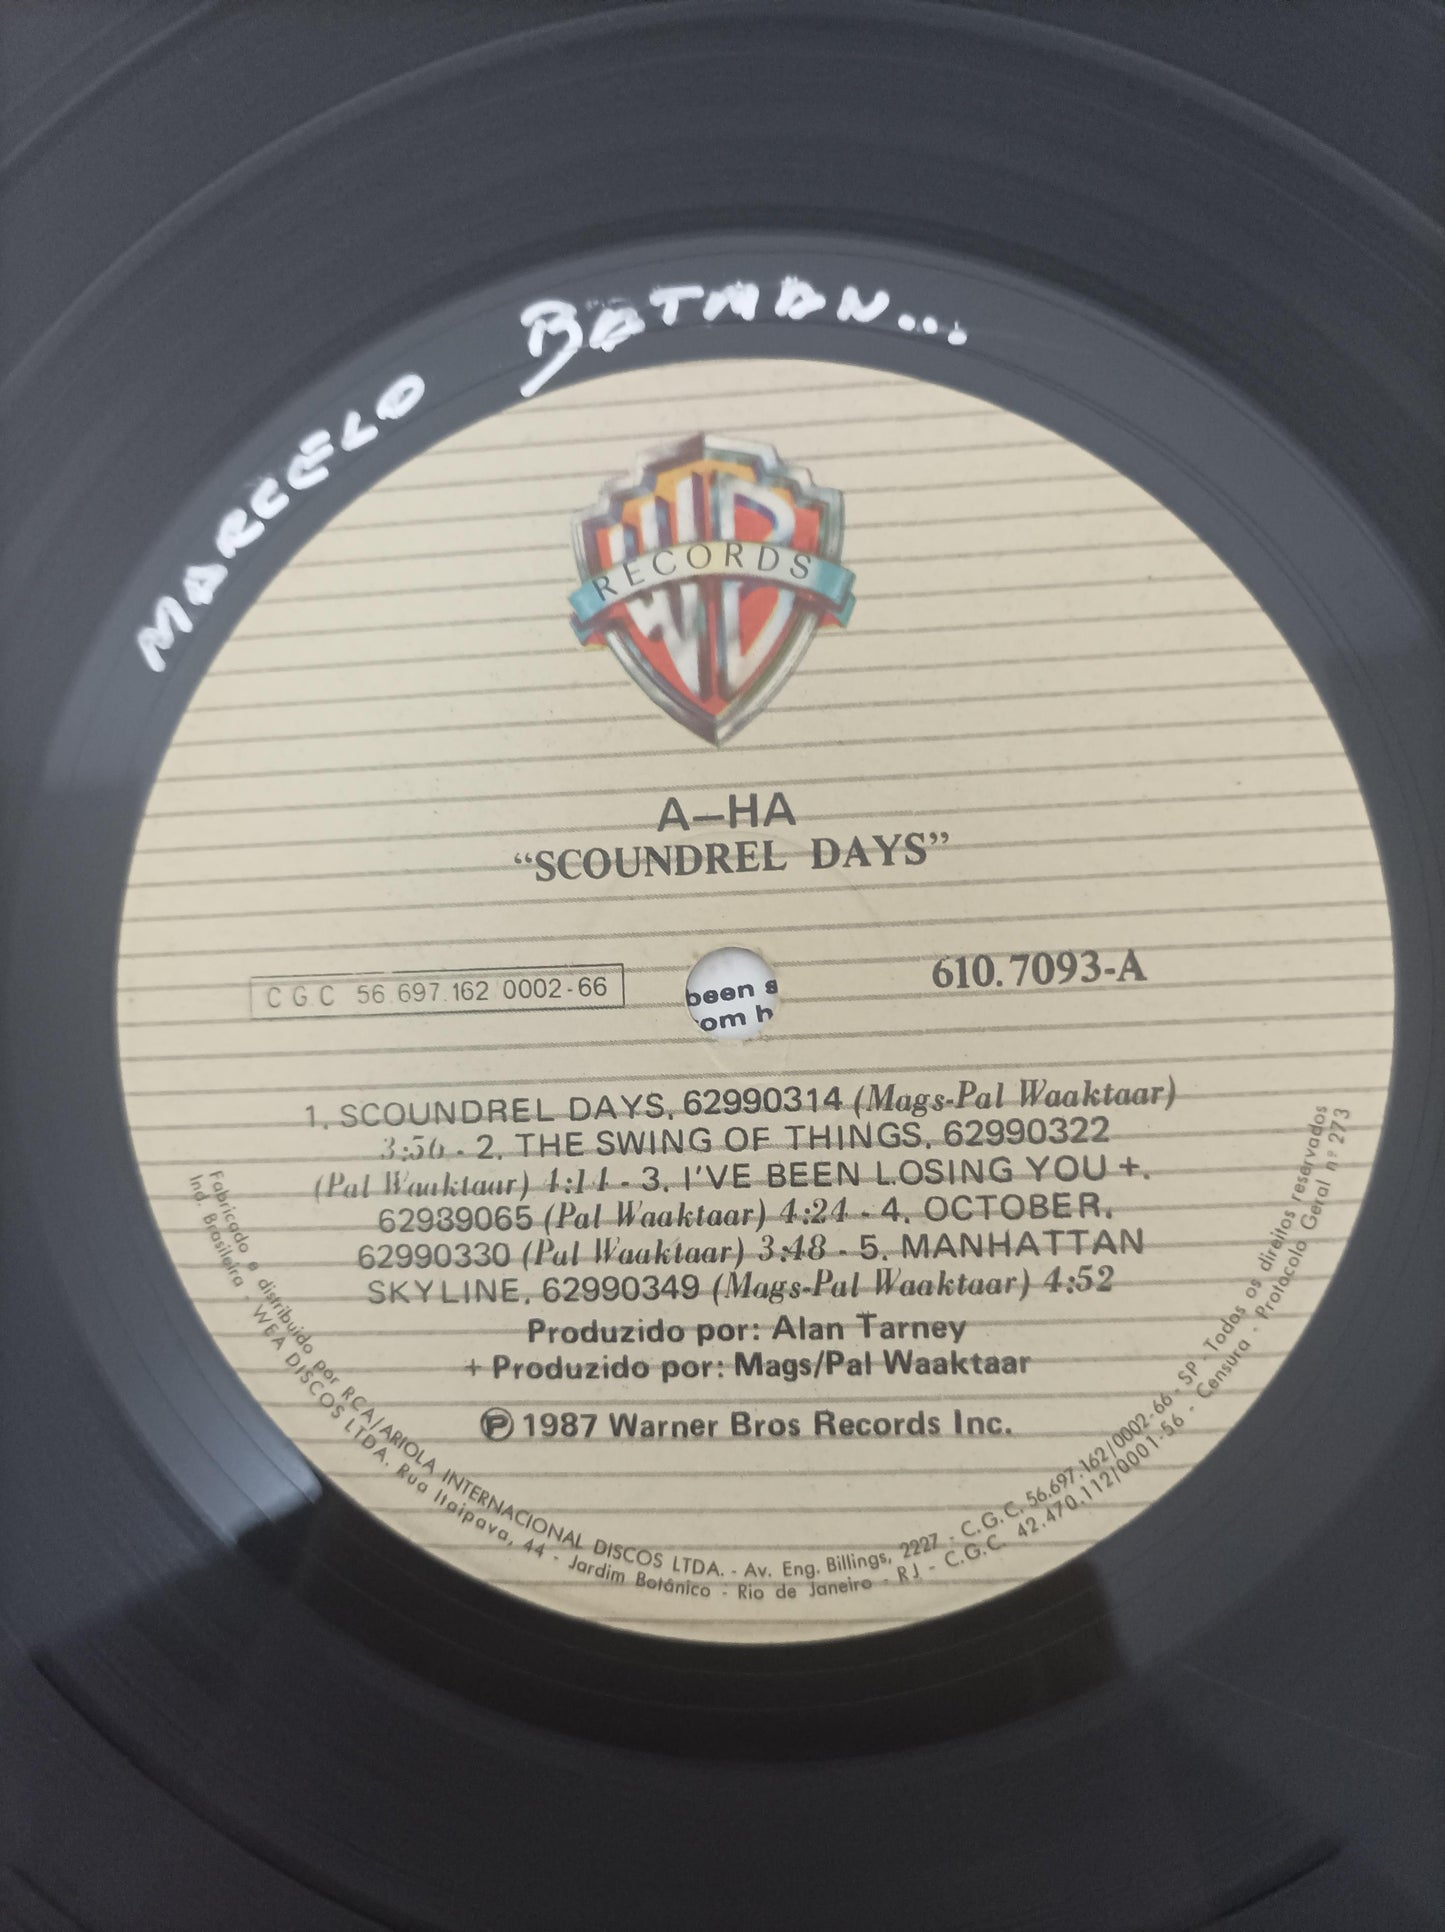 MARCELO BATMAN...
WB
RECORDS
A-HA
“SCOUNDREL DAYS”
C G C 56 697.162 0002-66
610.7093-A
been s
om h
1. SCOUNDREL DAYS. 62990314 (Mags-Pal Waaktaar)
3:56 - 2. THE SWING OF THINGS. 62990322
(Pal Waaktaar) 4:14 - 3. I'VE BEEN LOSING YOU +.
62989065 (Pal Waaktaar) 4:24 - 4. OCTOBER.
62990330 (Pal Waaktaar) 3:48 - 5. MANHATTAN
SKYLINE. 62990349 (Mags-Pal Waaktaar) 4:52
Produzido por: Alan Tarney
+ Produzido por: Mags/Pal Waaktaar
℗ 1987 Warner Bros Records Inc.
Fabricado e distribuido por RCA/ARIOLA INTERNACIONAL DISCOS LTDA. - Av. Eng. Billings, 2227 - C.G.C. 56.697.162/0002-66 - SP - Todos os direitos reservados
Ind. Brasileira - WEA DISCOS LTDA. Rua Itaipava, 44 - Jardim Botânico - Rio de Janeiro - RJ - C.G.C. 42.470.112/0001-56 - Censura - Protocolo Geral nº 273